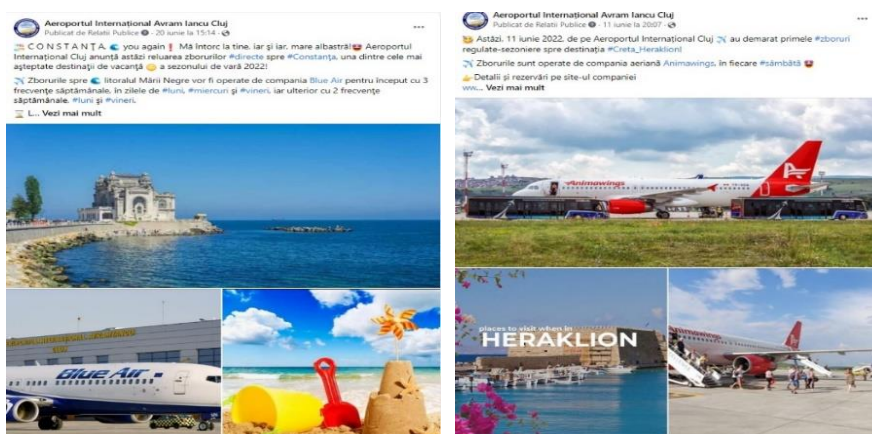 Aeroportul Internațional Avram Iancu Cluj
Publicat de Relatii Publice · 20 iunie la 15:14 ·
C O N S T A N Ț A, you again ! Mă întorc la tine, iar și iar, mare albastră! Aeroportul
Internațional Cluj anunță astăzi reluarea zborurilor #directe spre #Constanța, una dintre cele mai
așteptate destinații de vacanță a sezonului de vară 2022!
Zborurile spre litoralul Mării Negre vor fi operate de compania Blue Air pentru început cu 3
frecvențe săptămânale, în zilele de #luni, #miercuri și #vineri, iar ulterior cu 2 frecvențe
săptămânale, #luni și #vineri.
L... Vezi mai mult
Blue Air
Aeroportul Internațional Avram Iancu Cluj
Publicat de Relatii Publice · 11 iunie la 20:07 ·
Astăzi, 11 iunie 2022, de pe Aeroportul Internațional Cluj au demarat primele #zboruri
regulate-sezoniere spre destinația #Creta_Heraklion!
Zborurile sunt operate de compania aeriană Animawings, în fiecare #sâmbătă
Detalii și rezervări pe site-ul companiei
ww... Vezi mai mult
Animawings
places to visit when in
HERAKLION